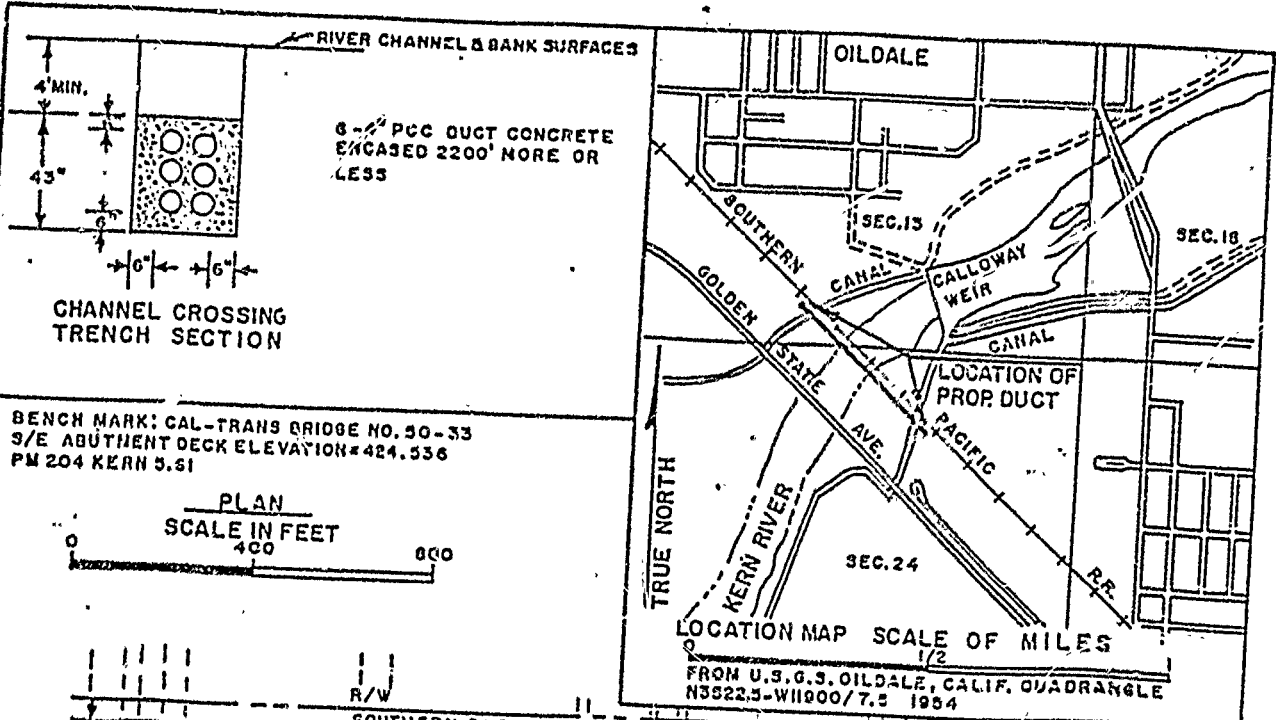 RIVER CHANNEL & BANK SURFACES
4' MIN.
43"
6"
6"
6"
6- PCC DUCT CONCRETE
ENCASED 2200' MORE OR
LESS
CHANNEL CROSSING
TRENCH SECTION
BENCH MARK: CAL-TRANS BRIDGE NO. 50-33
S/E ABUTMENT DECK ELEVATION=424.536
PM 204 KERN 5.61
PLAN
SCALE IN FEET
0 400 800
R/W
SOUTHERN
OILDALE
SEC.13
SEC.18
SOUTHERN
CANAL
CALLOWAY
WEIR
GOLDEN
STATE
AVE.
CANAL
LOCATION OF
PROP. DUCT
PACIFIC
R.R.
TRUE NORTH
KERN RIVER
SEC.24
LOCATION MAP SCALE OF MILES
0 1/2
FROM U.S.G.S. OILDALE, CALIF. QUADRANGLE
N3522.5-W11900/7.5 1954